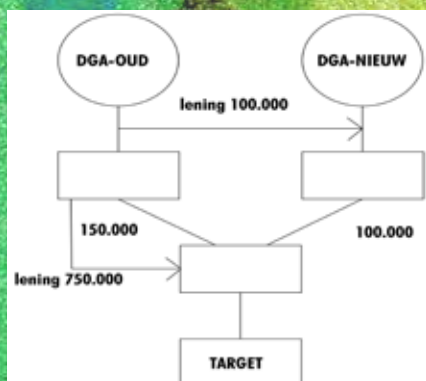 DGA-OUD
DGA-NIEUW
lening 100.000
150.000
100.000
lening 750.000
TARGET